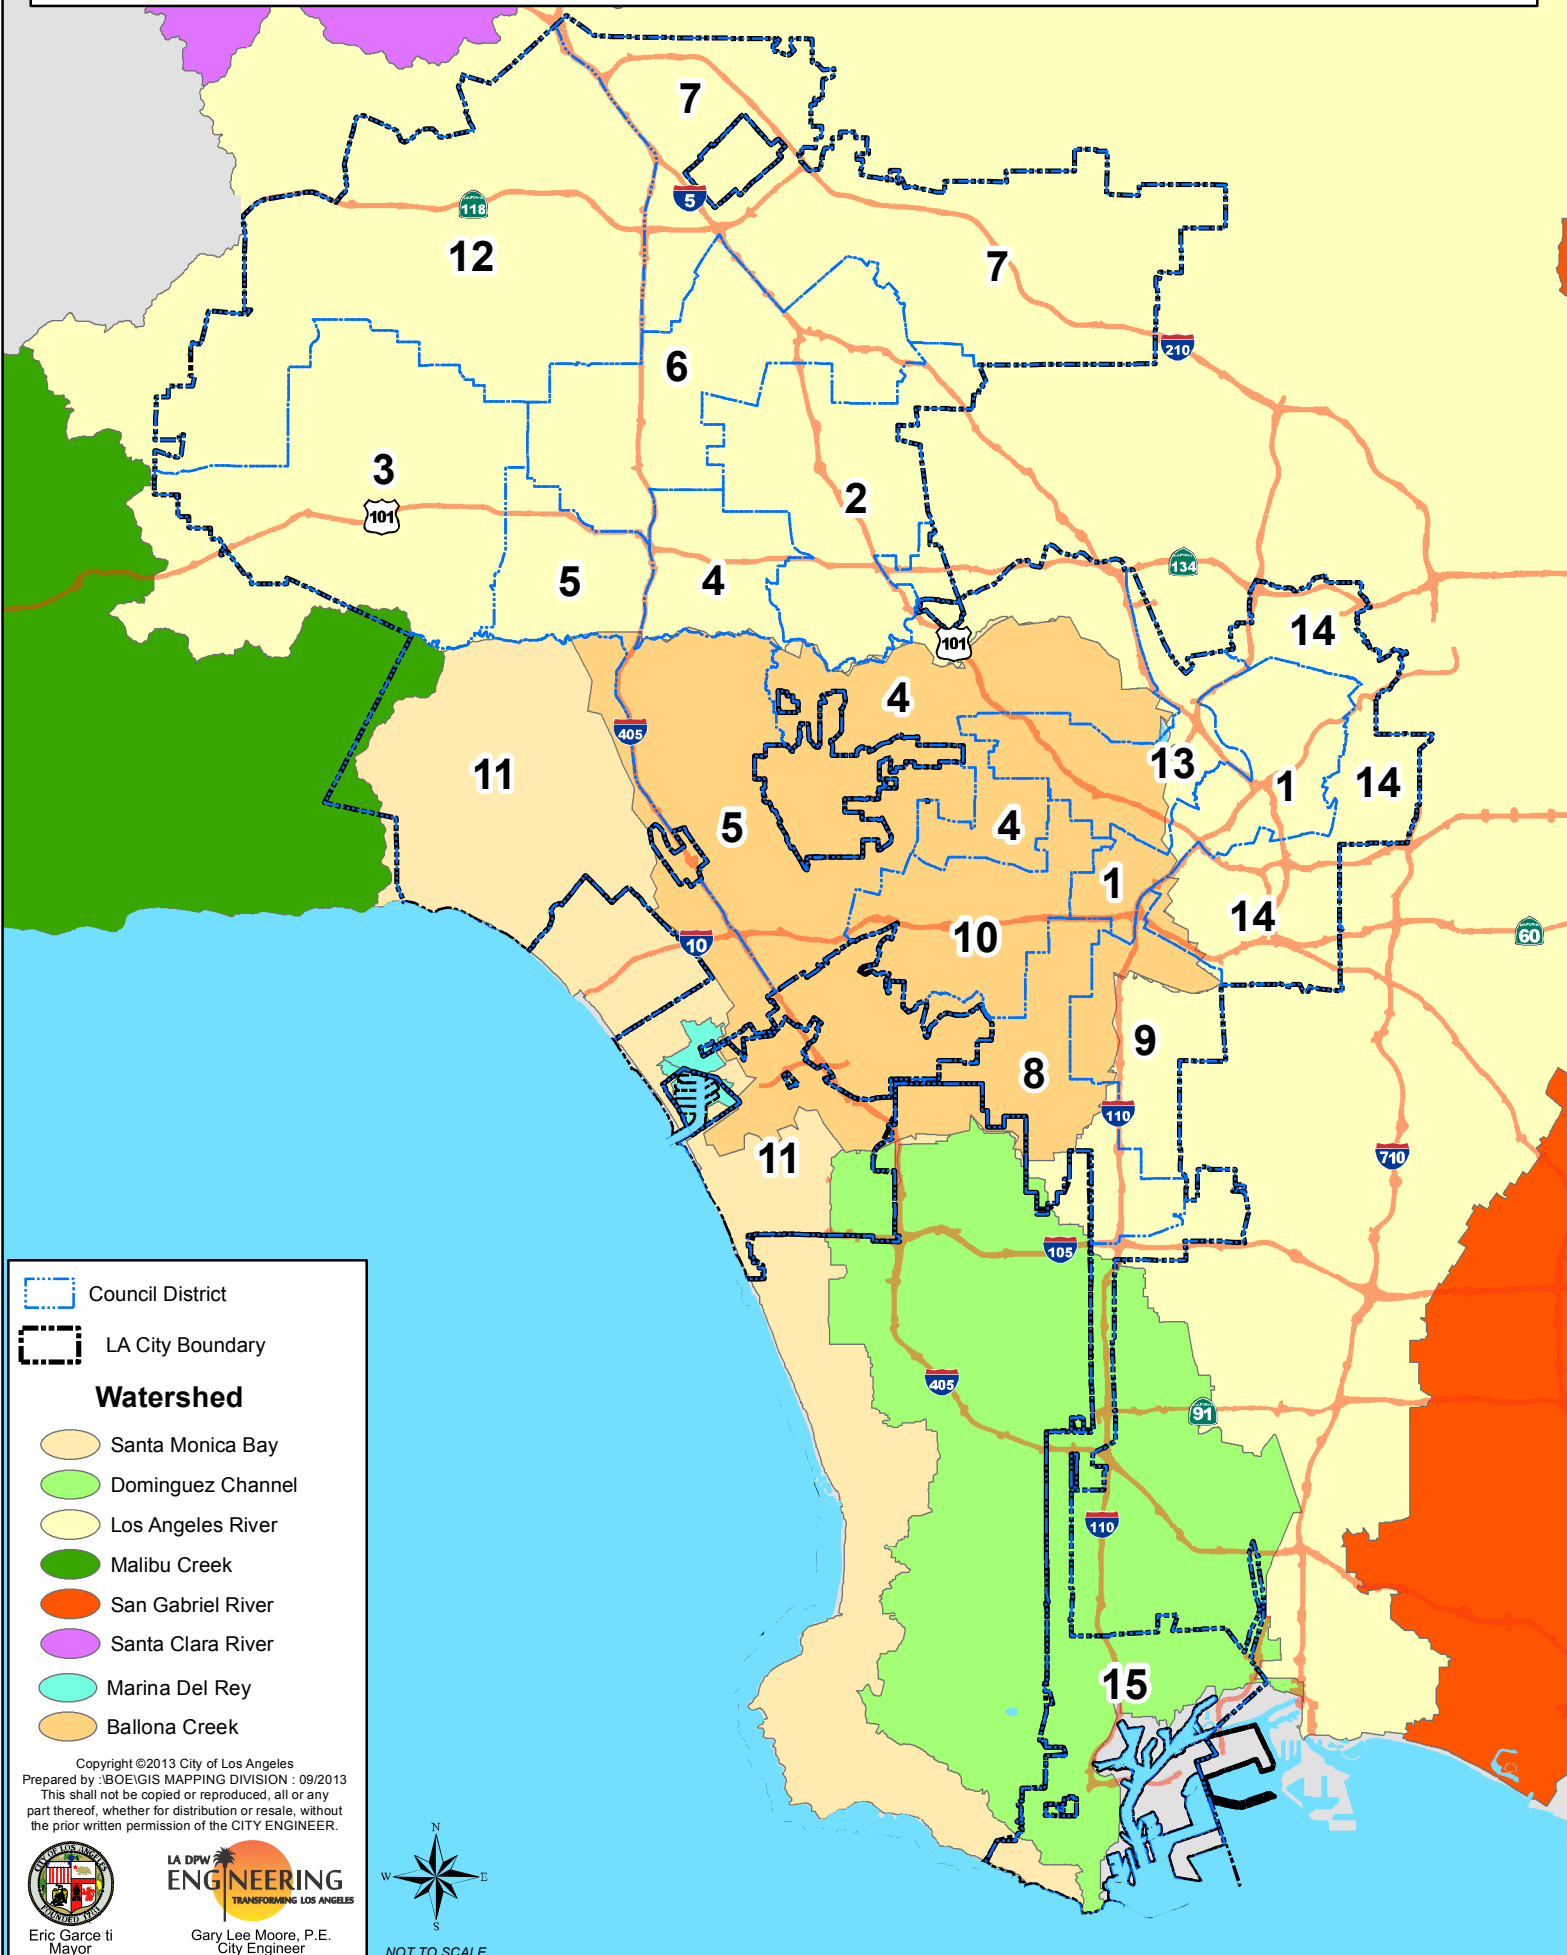 7
5
118
12
7
210
6
3
101
2
5
4
134
14
101
4
405
11
13
1
14
5
4
1
14
10
10
60
9
8
110
11
710
105
405
91
110
15
Council District
LA City Boundary
Watershed
Santa Monica Bay
Dominguez Channel
Los Angeles River
Malibu Creek
San Gabriel River
Santa Clara River
Marina Del Rey
Ballona Creek
Copyright ©2013 City of Los Angeles
Prepared by :\BOE\GIS MAPPING DIVISION : 09/2013
This shall not be copied or reproduced, all or any
part thereof, whether for distribution or resale, without
the prior written permission of the CITY ENGINEER.
CITY OF LOS ANGELES
FOUNDED 1781
LA DPW
ENGINEERING
TRANSFORMING LOS ANGELES
Eric Garce ti
Mayor
Gary Lee Moore, P.E.
City Engineer
N
W
E
S
NOT TO SCALE